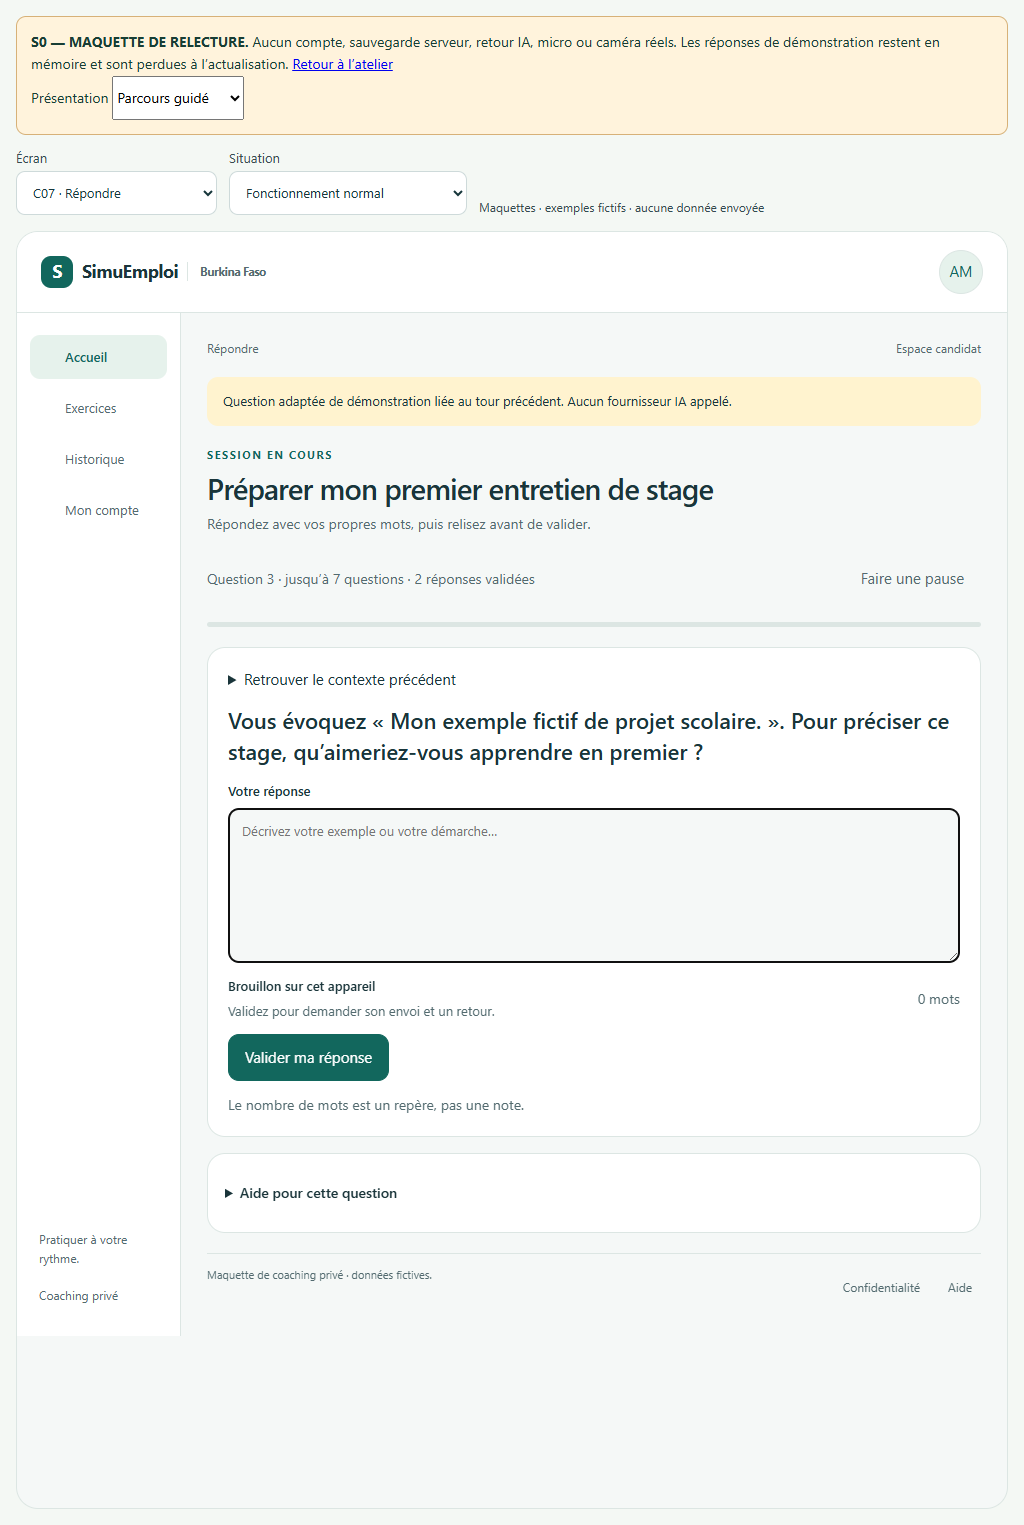 S0 — MAQUETTE DE RELECTURE. Aucun compte, sauvegarde serveur, retour IA, micro ou caméra réels. Les réponses de démonstration restent en
mémoire et sont perdues à l’actualisation. Retour à l’atelier
Présentation Parcours guidé
Écran
Situation
C07 · Répondre
Fonctionnement normal
Maquettes · exemples fictifs · aucune donnée envoyée
S SimuEmploi Burkina Faso
AM
Accueil
Exercices
Historique
Mon compte
Pratiquer à votre
rythme.
Coaching privé
Répondre
Espace candidat
Question adaptée de démonstration liée au tour précédent. Aucun fournisseur IA appelé.
SESSION EN COURS
Préparer mon premier entretien de stage
Répondez avec vos propres mots, puis relisez avant de valider.
Question 3 · jusqu’à 7 questions · 2 réponses validées
Faire une pause
Retrouver le contexte précédent
Vous évoquez « Mon exemple fictif de projet scolaire. ». Pour préciser ce
stage, qu’aimeriez-vous apprendre en premier ?
Votre réponse
Décrivez votre exemple ou votre démarche…
Brouillon sur cet appareil
Validez pour demander son envoi et un retour.
0 mots
Valider ma réponse
Le nombre de mots est un repère, pas une note.
Aide pour cette question
Maquette de coaching privé · données fictives.
Confidentialité
Aide